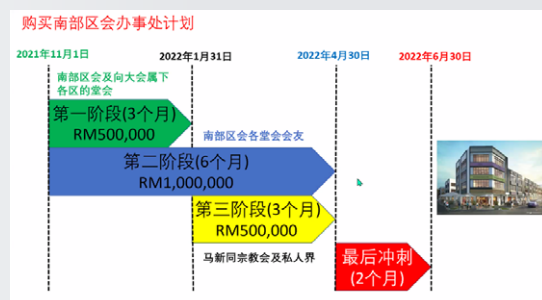 购买南部区会办事处计划
2021年11月1日
2022年1月31日
2022年4月30日
2022年6月30日
南部区会及向大会属下
各区的堂会
第一阶段(3个月)
RM500,000
南部区会各堂会会友
第二阶段(6个月)
RM1,000,000
第三阶段(3个月)
RM500,000
马新同宗教会及私人界
最后冲刺
(2个月)